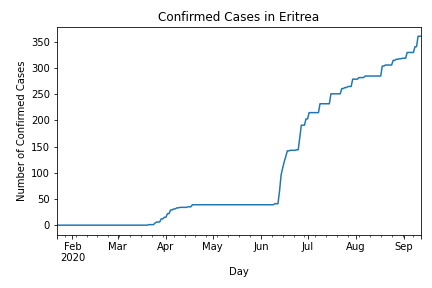 Confirmed Cases in Eritrea
Number of Confirmed Cases
350
300
250
200
150
100
50
0
Feb Mar Apr May Jun Jul Aug Sep
2020
Day